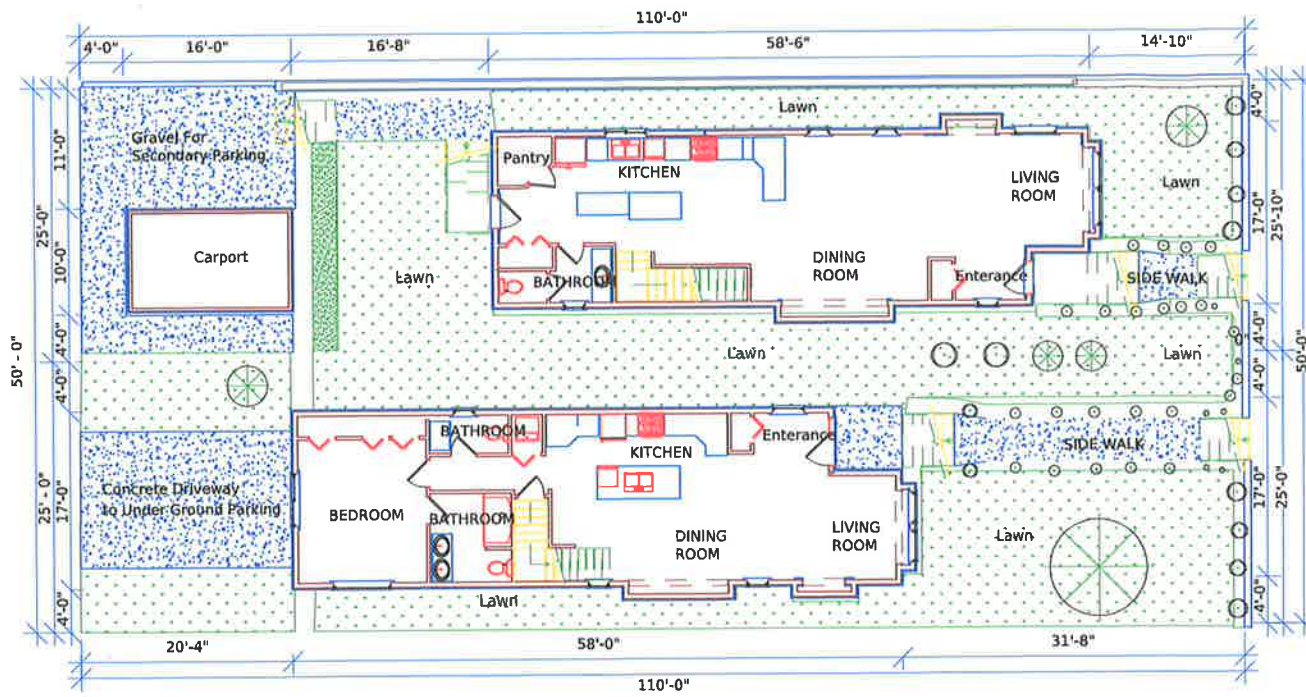 110'-0"
4'-0"
16'-0"
16'-8"
58'-6"
14'-10"
Lawn
4'-0"
Gravel For
Secondary Parking
11'-0"
Pantry
KITCHEN
LIVING
ROOM
Lawn
17'-0"
25'-10"
25'-0"
10'-0"
Carport
Lawn
BATHROOM
DINING
ROOM
Enterance
SIDE WALK
4'-0"
Lawn
Lawn
4'-0"
50' - 0"
50'-0"
4'-0"
4'-0"
BATHROOM
KITCHEN
Enterance
SIDE WALK
Concrete Driveway
to Under Ground Parking
25' - 0"
17'-0"
BEDROOM
BATHROOM
DINING
ROOM
LIVING
ROOM
Lawn
17'-0"
25'-0"
4'-0"
Lawn
4'-0"
20'-4"
58'-0"
31'-8"
110'-0"